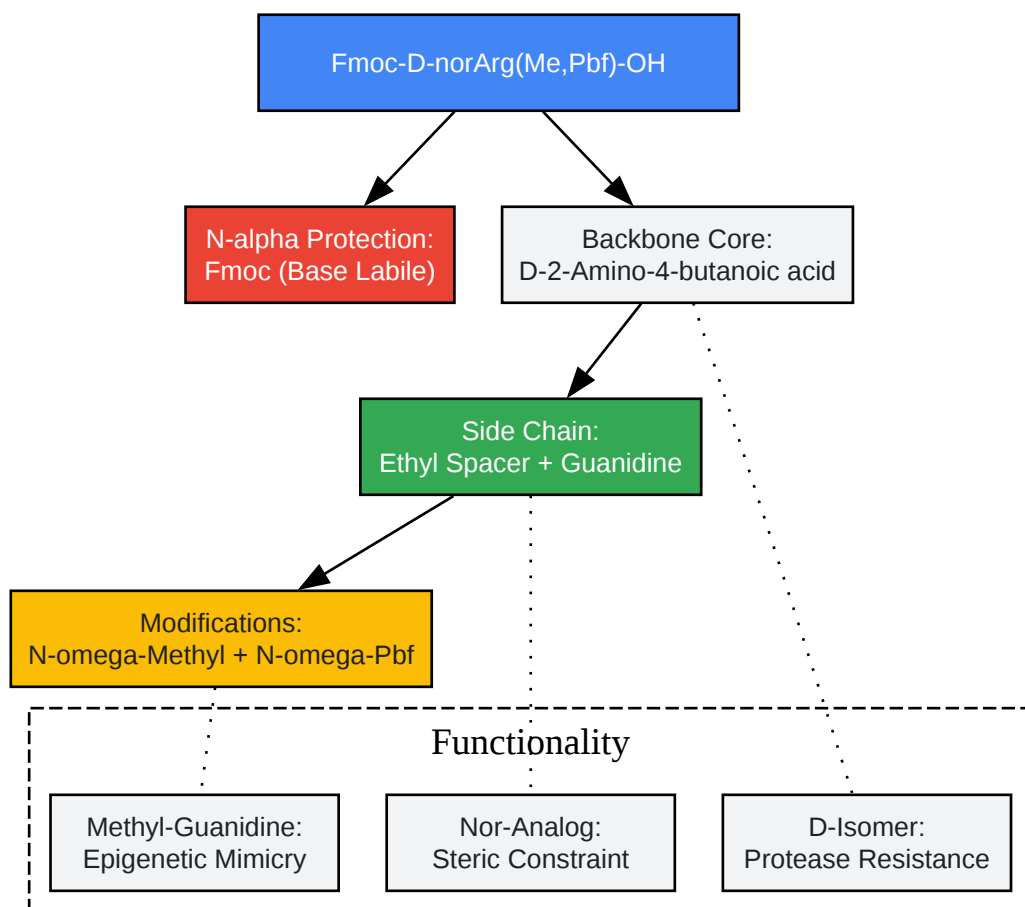 Fmoc-D-norArg(Me,Pbf)-OH
N-alpha Protection:
Fmoc (Base Labile)
Backbone Core:
D-2-Amino-4-butanoic acid
Side Chain:
Ethyl Spacer + Guanidine
Modifications:
N-omega-Methyl + N-omega-Pbf
Functionality
Methyl-Guanidine:
Epigenetic Mimicry
Nor-Analog:
Steric Constraint
D-Isomer:
Protease Resistance